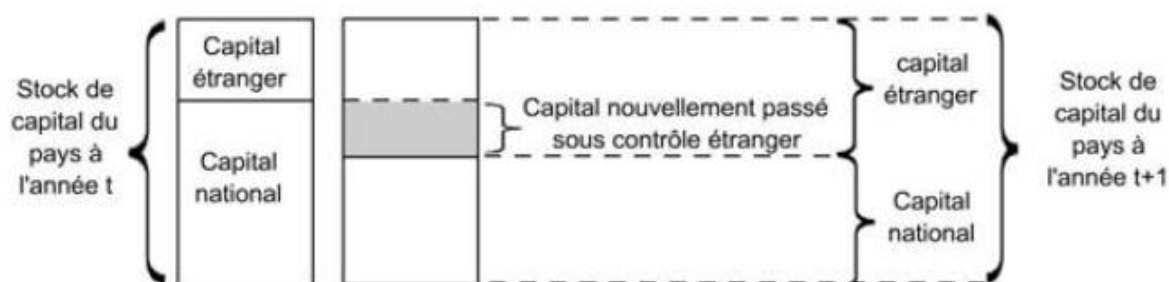 Stock de
capital du
pays à
l'année t
Capital
étranger
Capital
national
Capital nouvellement passé
sous contrôle étranger
capital
étranger
Capital
national
Stock de
capital du
pays à
l'année t+1